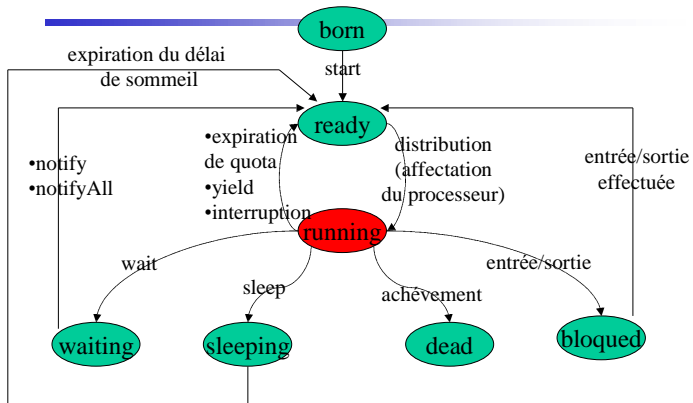 born
expiration du délai
de sommeil
start
ready
•expiration
de quota
•yield
•interruption
distribution
(affectation
du processeur)
entrée/sortie
effectuée
•notify
•notifyAll
running
wait
sleep
achévement
entrée/sortie
waiting
sleeping
dead
bloqued